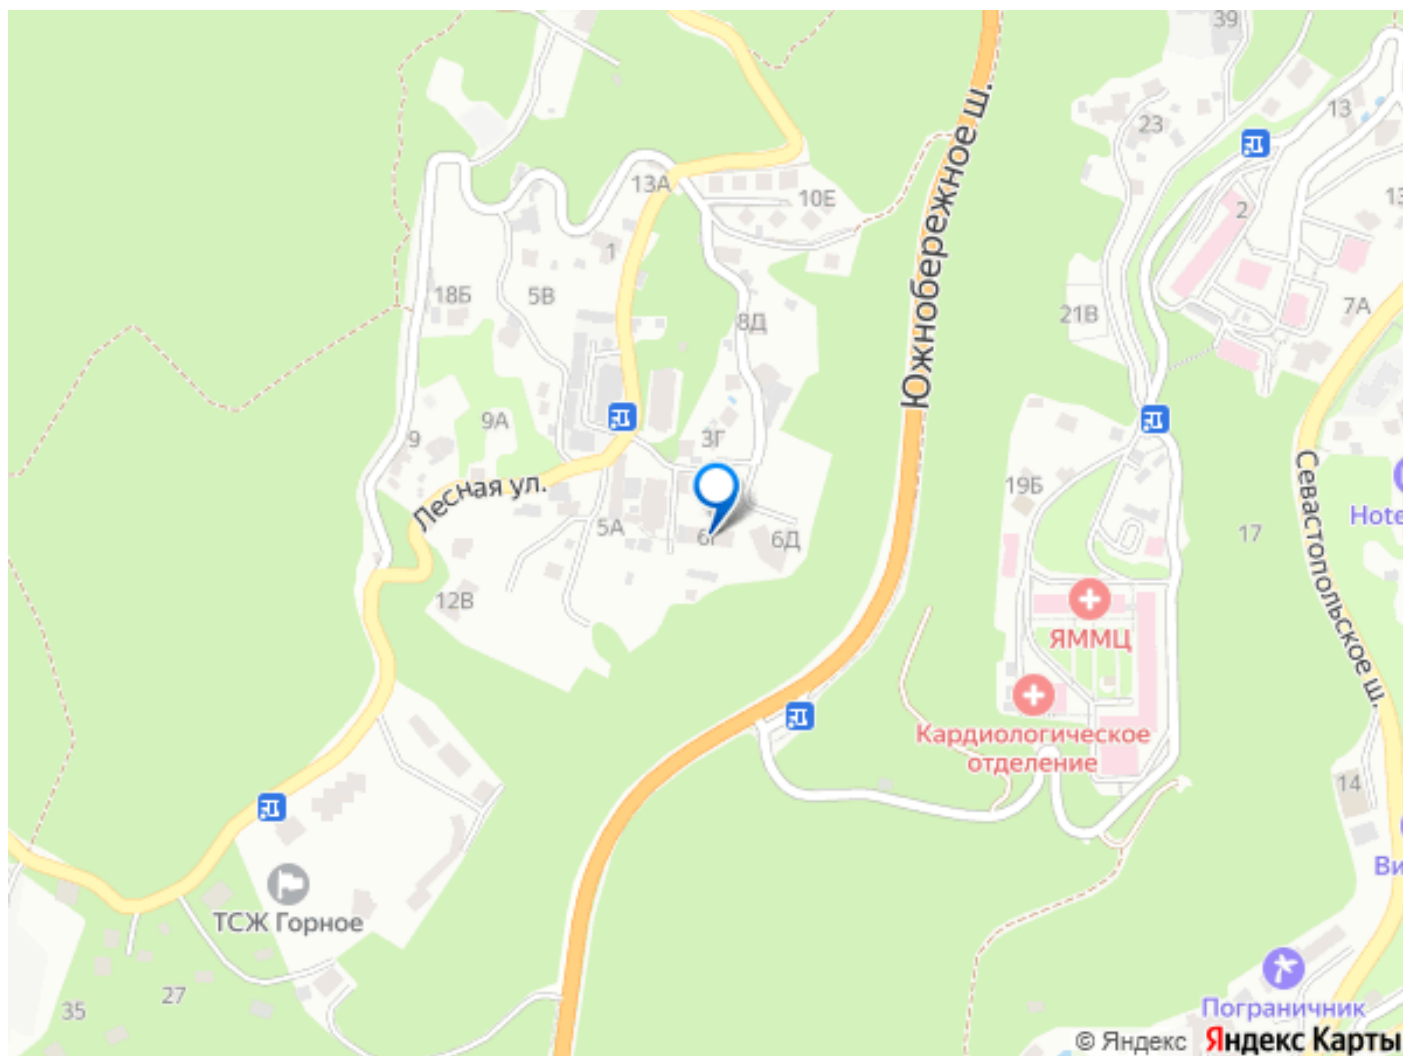 39
13
23
2
13А
10Е
1
18Б
5В
8Д
21В
7А
Южнобережное ш.
9А
9
3Г
Лесная ул.
19Б
5А
6Г
6Д
17
Севастопольское ш.
12В
ЯММЦ
Кардиологическое
отделение
14
ТСЖ Горное
27
35
Пограничник
© Яндекс Яндекс Карты